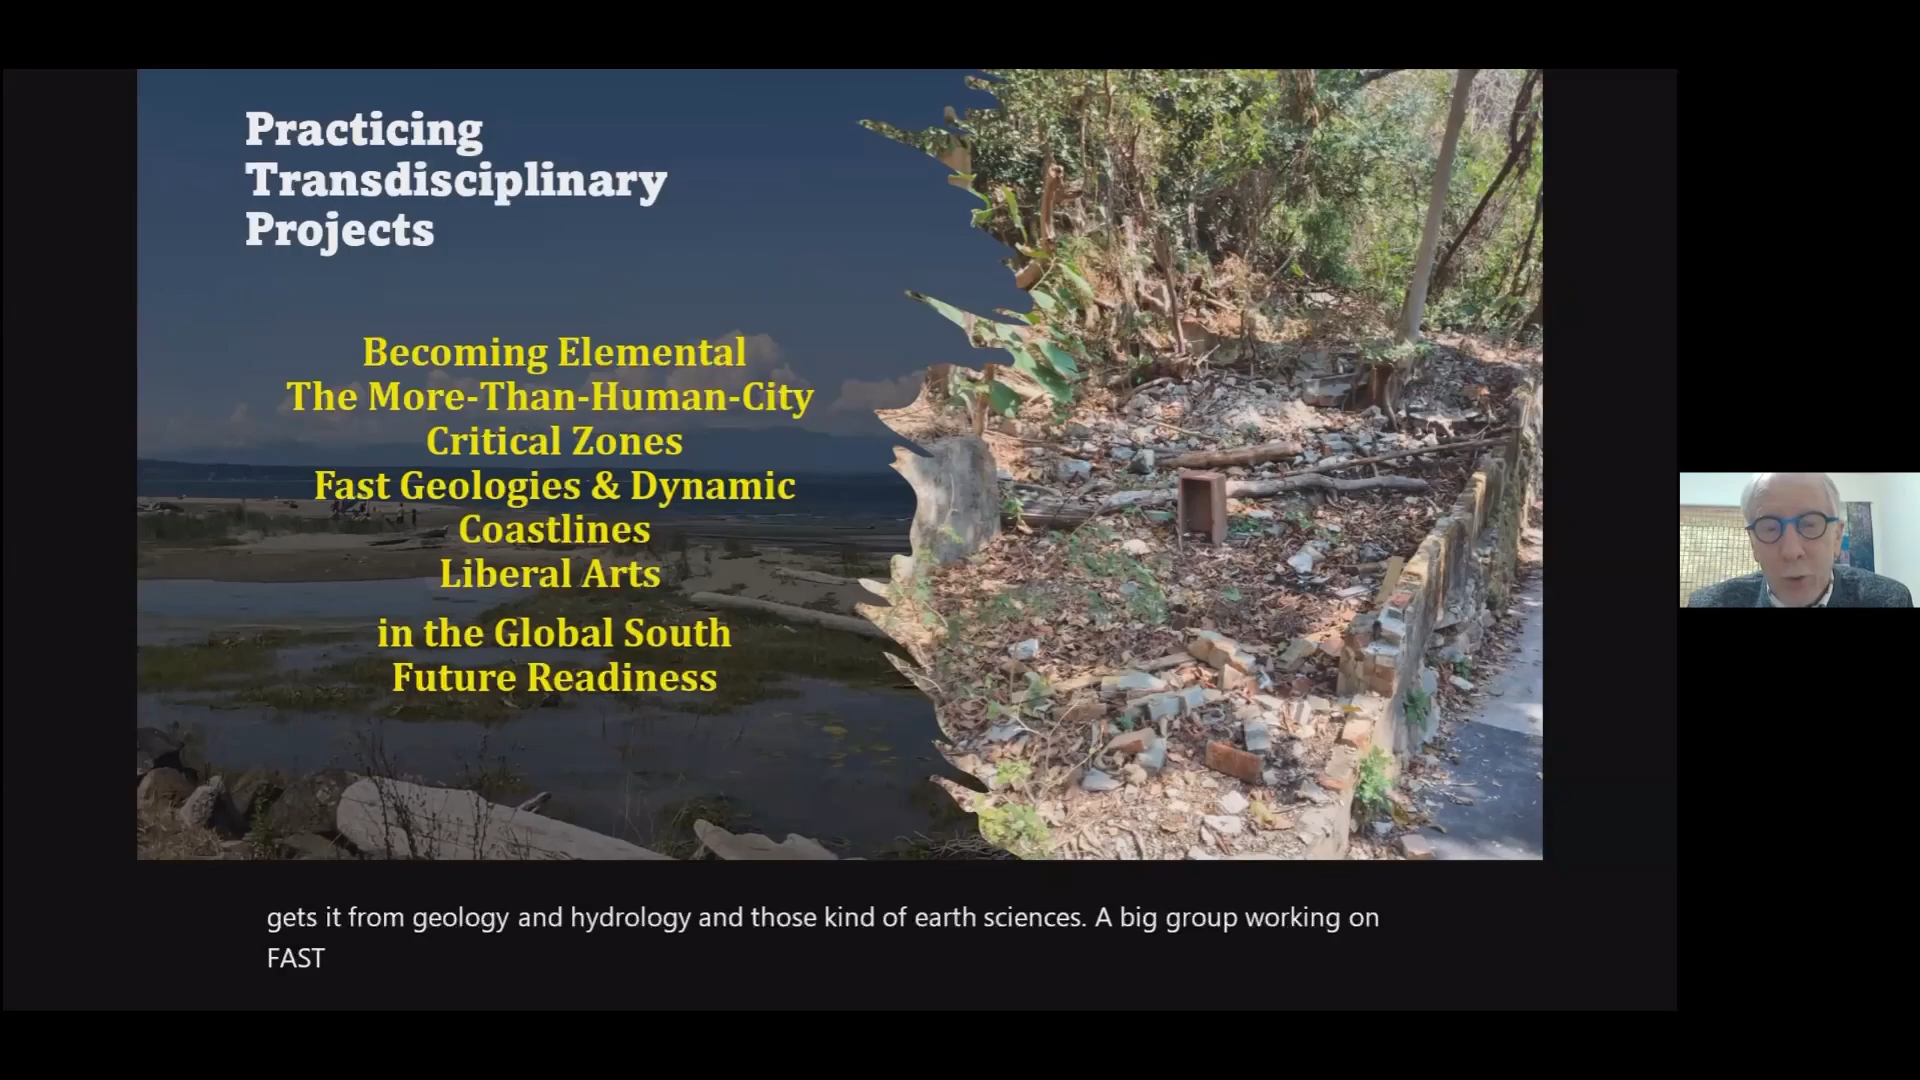 Practicing
Transdisciplinary
Projects
Becoming Elemental
The More-Than-Human-City
Critical Zones
Fast Geologies & Dynamic
Coastlines
Liberal Arts
in the Global South
Future Readiness
gets it from geology and hydrology and those kind of earth sciences. A big group working on
FAST